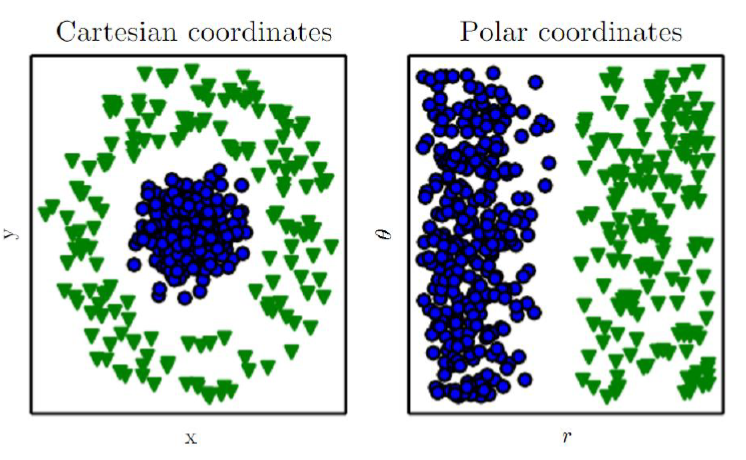 Cartesian coordinates
Polar coordinates
y
θ
x
r